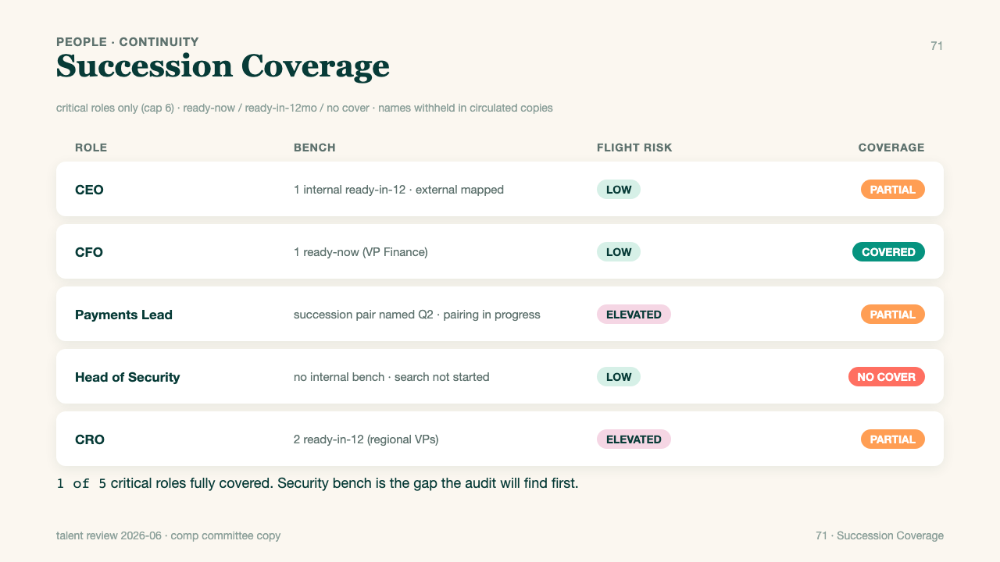 PEOPLE · CONTINUITY
71
Succession Coverage
critical roles only (cap 6) · ready-now / ready-in-12mo / no cover · names withheld in circulated copies
ROLE BENCH FLIGHT RISK COVERAGE
CEO 1 internal ready-in-12 · external mapped LOW PARTIAL
CFO 1 ready-now (VP Finance) LOW COVERED
Payments Lead succession pair named Q2 · pairing in progress ELEVATED PARTIAL
Head of Security no internal bench · search not started LOW NO COVER
CRO 2 ready-in-12 (regional VPs) ELEVATED PARTIAL
1 of 5 critical roles fully covered. Security bench is the gap the audit will find first.
talent review 2026-06 · comp committee copy
71 · Succession Coverage